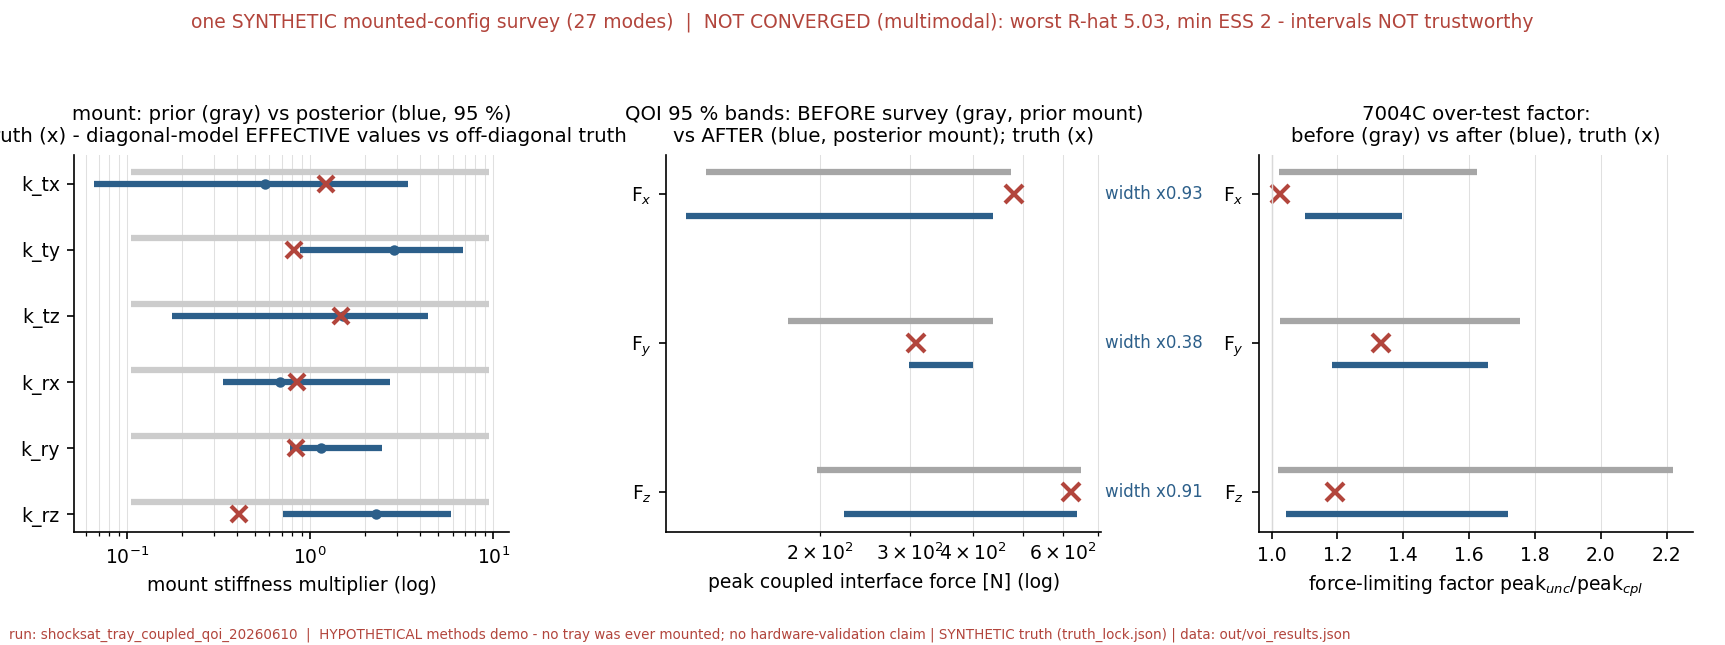 one SYNTHETIC mounted-config survey (27 modes)  |  NOT CONVERGED (multimodal): worst R-hat 5.03, min ESS 2 - intervals NOT trustworthy
mount: prior (gray) vs posterior (blue, 95 %)
uth (x) - diagonal-model EFFECTIVE values vs off-diagonal truth
k_tx
k_ty
k_tz
k_rx
k_ry
k_rz
10⁻¹ 10⁰ 10¹
mount stiffness multiplier (log)
QOI 95 % bands: BEFORE survey (gray, prior mount)
vs AFTER (blue, posterior mount); truth (x)
Fₓ width x0.93
F_y width x0.38
F_z width x0.91
2 × 10² 3 × 10² 4 × 10² 6 × 10²
peak coupled interface force [N] (log)
7004C over-test factor:
before (gray) vs after (blue), truth (x)
Fₓ
F_y
F_z
1.0 1.2 1.4 1.6 1.8 2.0 2.2
force-limiting factor peak_unc/peak_cpl
run: shocksat_tray_coupled_qoi_20260610  |  HYPOTHETICAL methods demo - no tray was ever mounted; no hardware-validation claim | SYNTHETIC truth (truth_lock.json) | data: out/voi_results.json